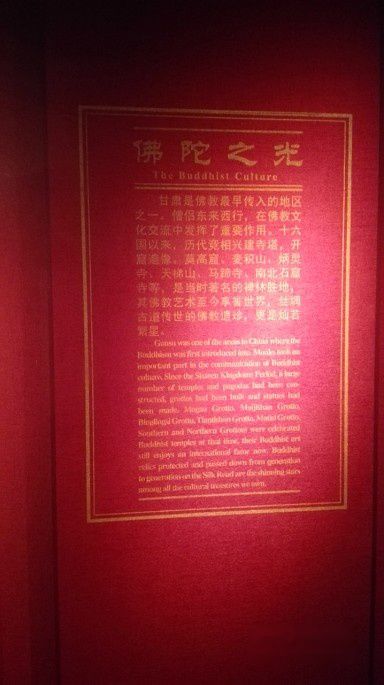 佛陀之光
The Buddhist Culture
甘肃是佛教最早传入的地区
之一。僧侣东来西行，在佛教文
化交流中发挥了重要作用。十六
国以来，历代竞相兴建寺塔，开
窟造像。莫高窟、麦积山、炳灵
寺、天梯山、马蹄寺、南北石窟
寺等，是当时著名的禅林胜地，
其佛教艺术至今享誉世界，丝绸
古道传世的佛教遗珍，更是灿若
繁星。
Gansu was one of the areas in China where the
Buddhism was first introduced into. Monks took an
important part in the communication of Buddhist
culture. Since the Sixteen Kingdoms Period, a large
number of temples and pagodas had been con-
structed, grottos had been built and statues had
been made. Mogao Grotto, Maijishan Grotto,
Binglingsi Grotto, Tiantishan Grotto, Matisi Grotto,
Southern and Northern Grottos were celebrated
Buddhist temples at that time, their Buddhist art
still enjoys an international fame now. Buddhist
relics protected and passed down from generation
to generation on the Silk Road are the shinning stars
among all the cultural treasures we own.